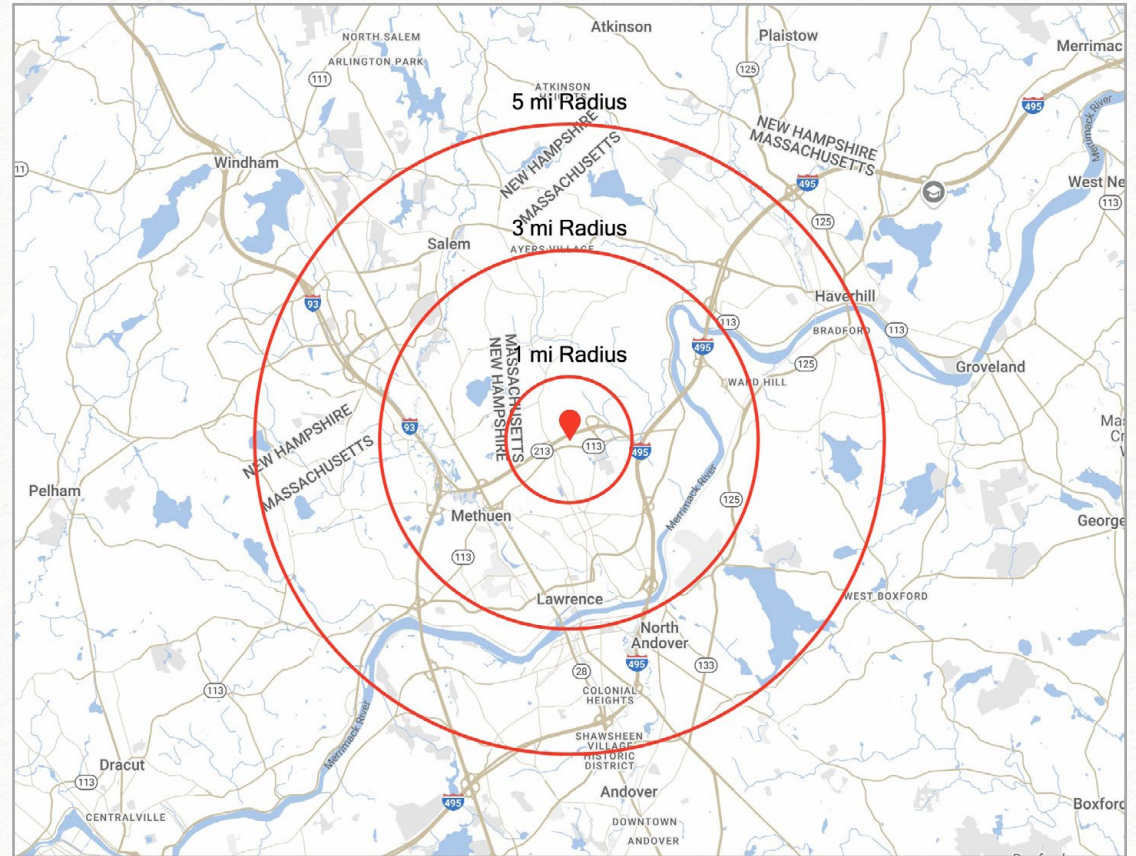 Atkinson
Plaistow
NORTH SALEM
Merrimac
ARLINGTON PARK
125
111
ATKINSON
HEIGHTS
5 mi Radius
495
Merrimack River
NEW HAMPSHIRE
MASSACHUSETTS
NEW HAMPSHIRE
MASSACHUSETTS
Windham
495
West Ne
113
125
3 mi Radius
Salem
AYERS VILLAGE
93
Haverhill
113
BRADFORD
113
495
1 mi Radius
MASSACHUSETTS
NEW HAMPSHIRE
125
Groveland
WARD HILL
NEW HAMPSHIRE
MASSACHUSETTS
93
213
113
495
Pelham
Merrimack River
125
Methuen
George
113
Lawrence
WEST BOXFORD
North
Andover
28
495
133
113
COLONIAL
HEIGHTS
Merrimack River
SHAWSHEEN
VILLAGE
HISTORIC
DISTRICT
Dracut
113
495
Andover
Boxford
CENTRALVILLE
DOWNTOWN
ANDOVER